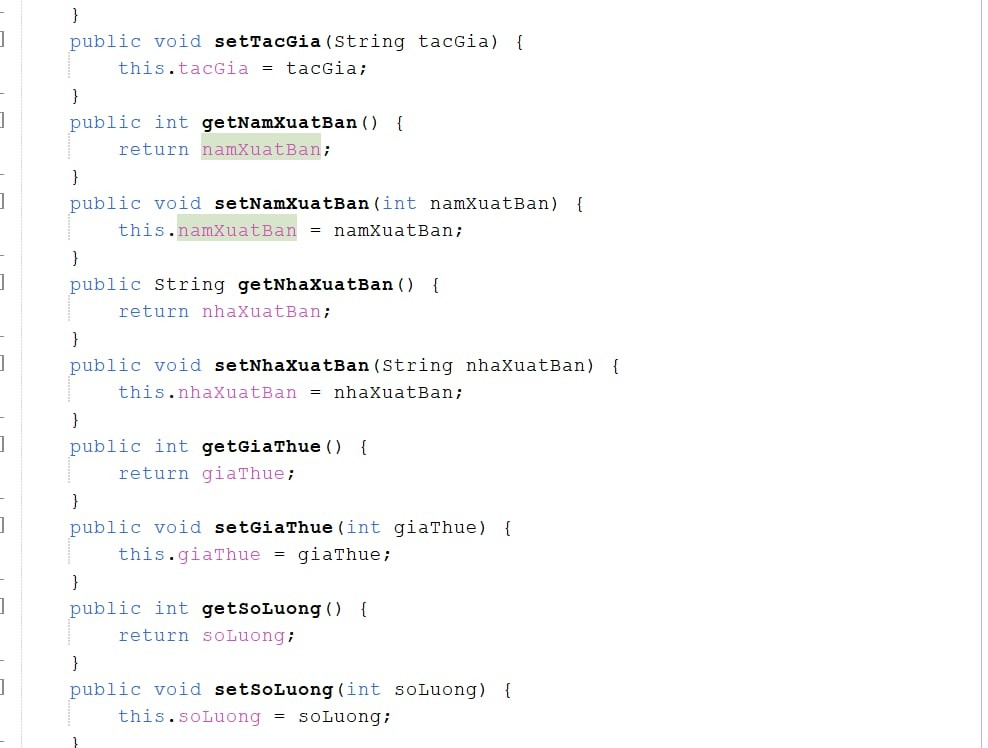 }
public void setTacGia(String tacGia) {
this.tacGia = tacGia;
}
public int getNamXuatBan() {
return namXuatBan;
}
public void setNamXuatBan(int namXuatBan) {
this.namXuatBan = namXuatBan;
}
public String getNhaXuatBan() {
return nhaXuatBan;
}
public void setNhaXuatBan(String nhaXuatBan) {
this.nhaXuatBan = nhaXuatBan;
}
public int getGiaThue() {
return giaThue;
}
public void setGiaThue(int giaThue) {
this.giaThue = giaThue;
}
public int getSoLuong() {
return soLuong;
}
public void setSoLuong(int soLuong) {
this.soLuong = soLuong;
}